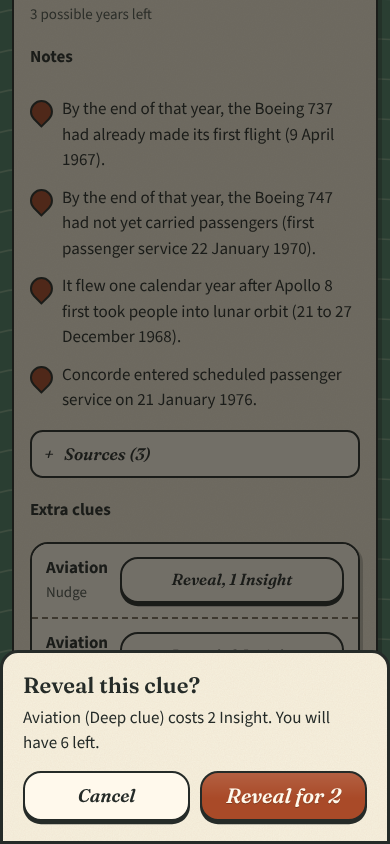 3 possible years left
Notes
By the end of that year, the Boeing 737
had already made its first flight (9 April
1967).
By the end of that year, the Boeing 747
had not yet carried passengers (first
passenger service 22 January 1970).
It flew one calendar year after Apollo 8
first took people into lunar orbit (21 to 27
December 1968).
Concorde entered scheduled passenger
service on 21 January 1976.
+ Sources (3)
Extra clues
Aviation
Nudge
Reveal, 1 Insight
Aviation
Reveal this clue?
Aviation (Deep clue) costs 2 Insight. You will
have 6 left.
Cancel
Reveal for 2